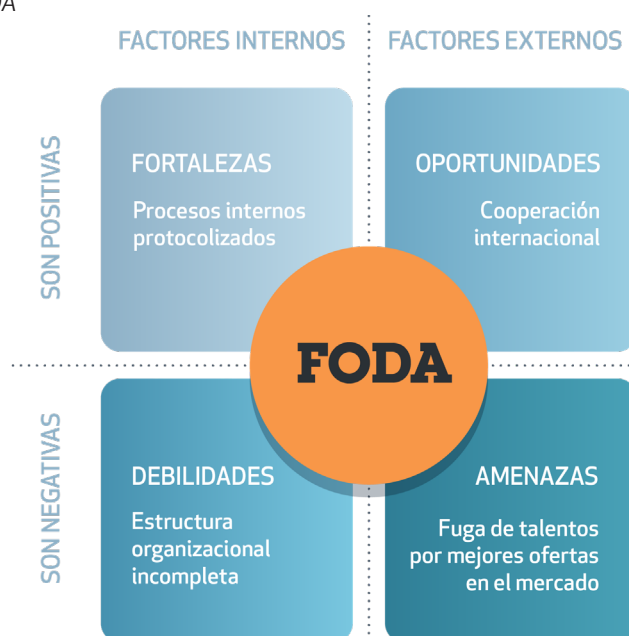 FACTORES INTERNOS
FACTORES EXTERNOS
SON POSITIVAS
FORTALEZAS
Procesos internos
protocolizados
OPORTUNIDADES
Cooperación
internacional
FODA
SON NEGATIVAS
DEBILIDADES
Estructura
organizacional
incompleta
AMENAZAS
Fuga de talentos
por mejores ofertas
en el mercado